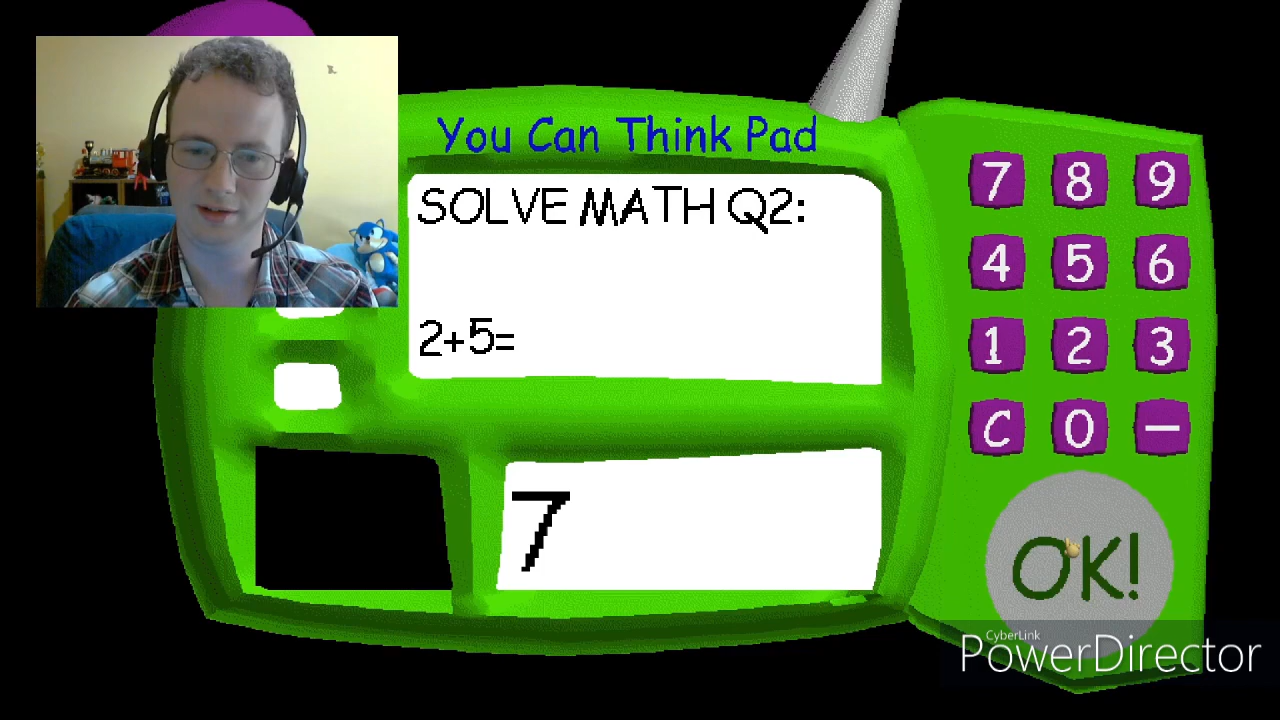 You Can Think Pad
SOLVE MATH Q2:
2+5=
7
7 8 9
4 5 6
1 2 3
C 0 -
OK!
CyberLink
PowerDirector